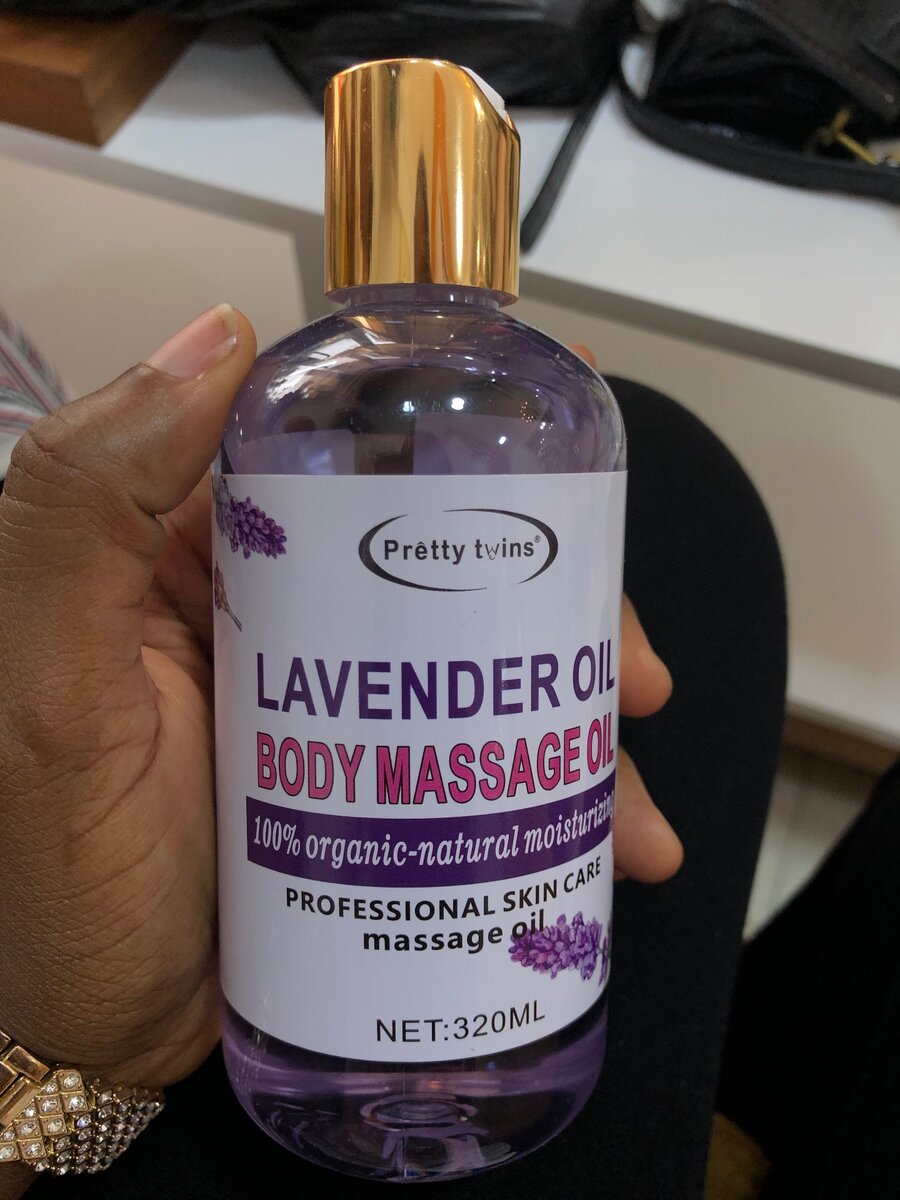 Prêtty twins®
LAVENDER OIL
BODY MASSAGE OIL
100% organic-natural moisturizing
PROFESSIONAL SKIN CARE
massage oil
NET:320ML